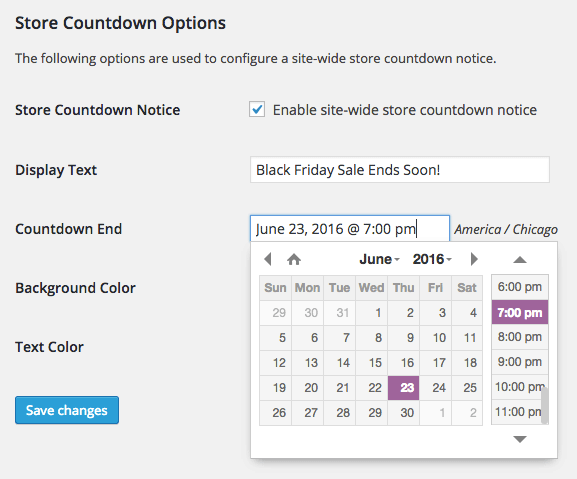 Store Countdown Options
The following options are used to configure a site-wide store countdown notice.
Store Countdown Notice Enable site-wide store countdown notice
Display Text Black Friday Sale Ends Soon!
Countdown End June 23, 2016 @ 7:00 pm America / Chicago
June 2016
Sun Mon Tue Wed Thu Fri Sat 6:00 pm
29 30 31 1 2 3 4 7:00 pm
5 6 7 8 9 10 11 8:00 pm
12 13 14 15 16 17 18 9:00 pm
19 20 21 22 23 24 25 10:00 pm
26 27 28 29 30 1 2 11:00 pm
Background Color
Text Color
Save changes